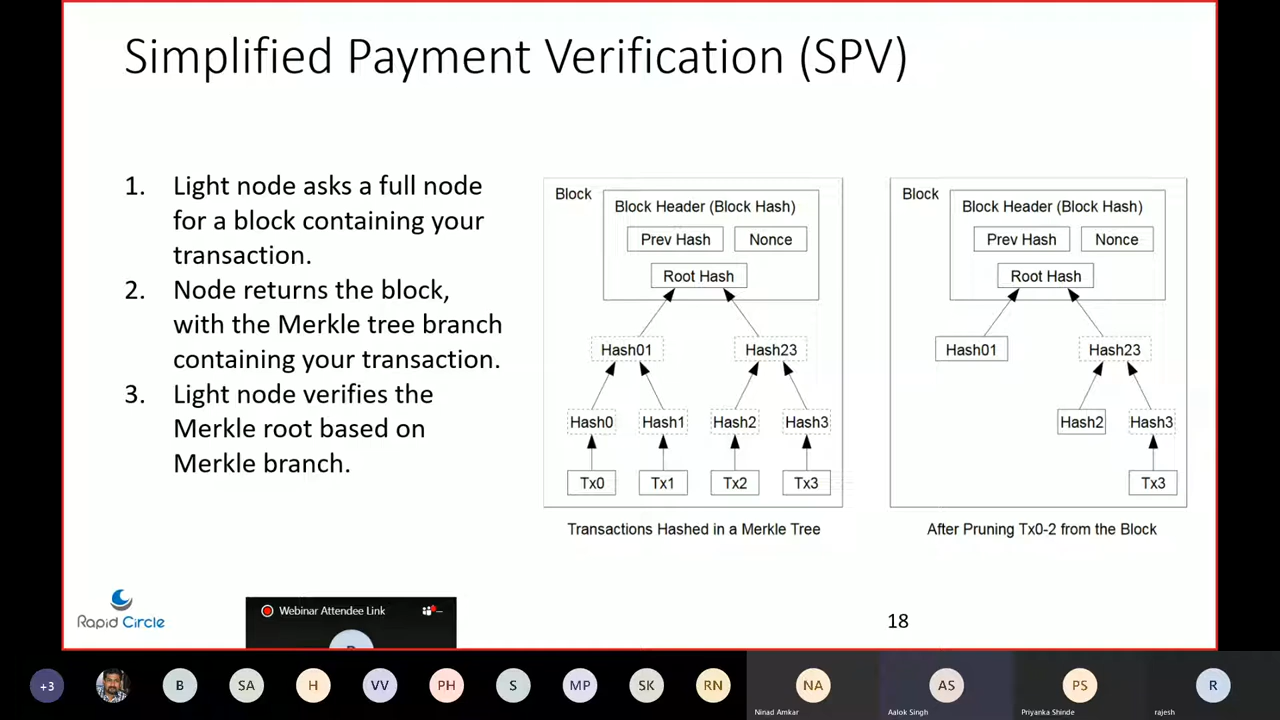 Simplified Payment Verification (SPV)
1. Light node asks a full node
for a block containing your
transaction.
2. Node returns the block,
with the Merkle tree branch
containing your transaction.
3. Light node verifies the
Merkle root based on
Merkle branch.
Block
Block Header (Block Hash)
Prev Hash
Nonce
Root Hash
Hash01
Hash23
Hash0
Hash1
Hash2
Hash3
Tx0
Tx1
Tx2
Tx3
Transactions Hashed in a Merkle Tree
Block
Block Header (Block Hash)
Prev Hash
Nonce
Root Hash
Hash01
Hash23
Hash2
Hash3
Tx3
After Pruning Tx0-2 from the Block
Rapid Circle
Webinar Attendee Link
18
+3
B
SA
H
VV
PH
S
MP
SK
RN
NA
Ninad Amkar
AS
Aalok Singh
PS
Priyanka Shinde
R
rajesh